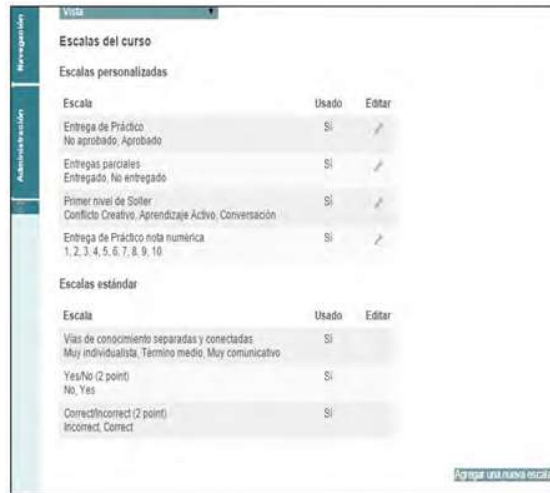 Vista
Navegación
Administración
Escalas del curso
Escalas personalizadas
Escala Usado Editar
Entrega de Práctico Sí
No aprobado, Aprobado
Entregas parciales Sí
Entregado, No entregado
Primer nivel de Soller Sí
Conflicto Creativo, Aprendizaje Activo, Conversación
Entrega de Práctico nota numérica Sí
1, 2, 3, 4, 5, 6, 7, 8, 9, 10
Escalas estándar
Escala Usado Editar
Vías de conocimiento separadas y conectadas Sí
Muy individualista, Término medio, Muy comunicativo
Yes/No (2 point) Sí
No, Yes
Correct/Incorrect (2 point) Sí
Incorrect, Correct
Agregar una nueva escala